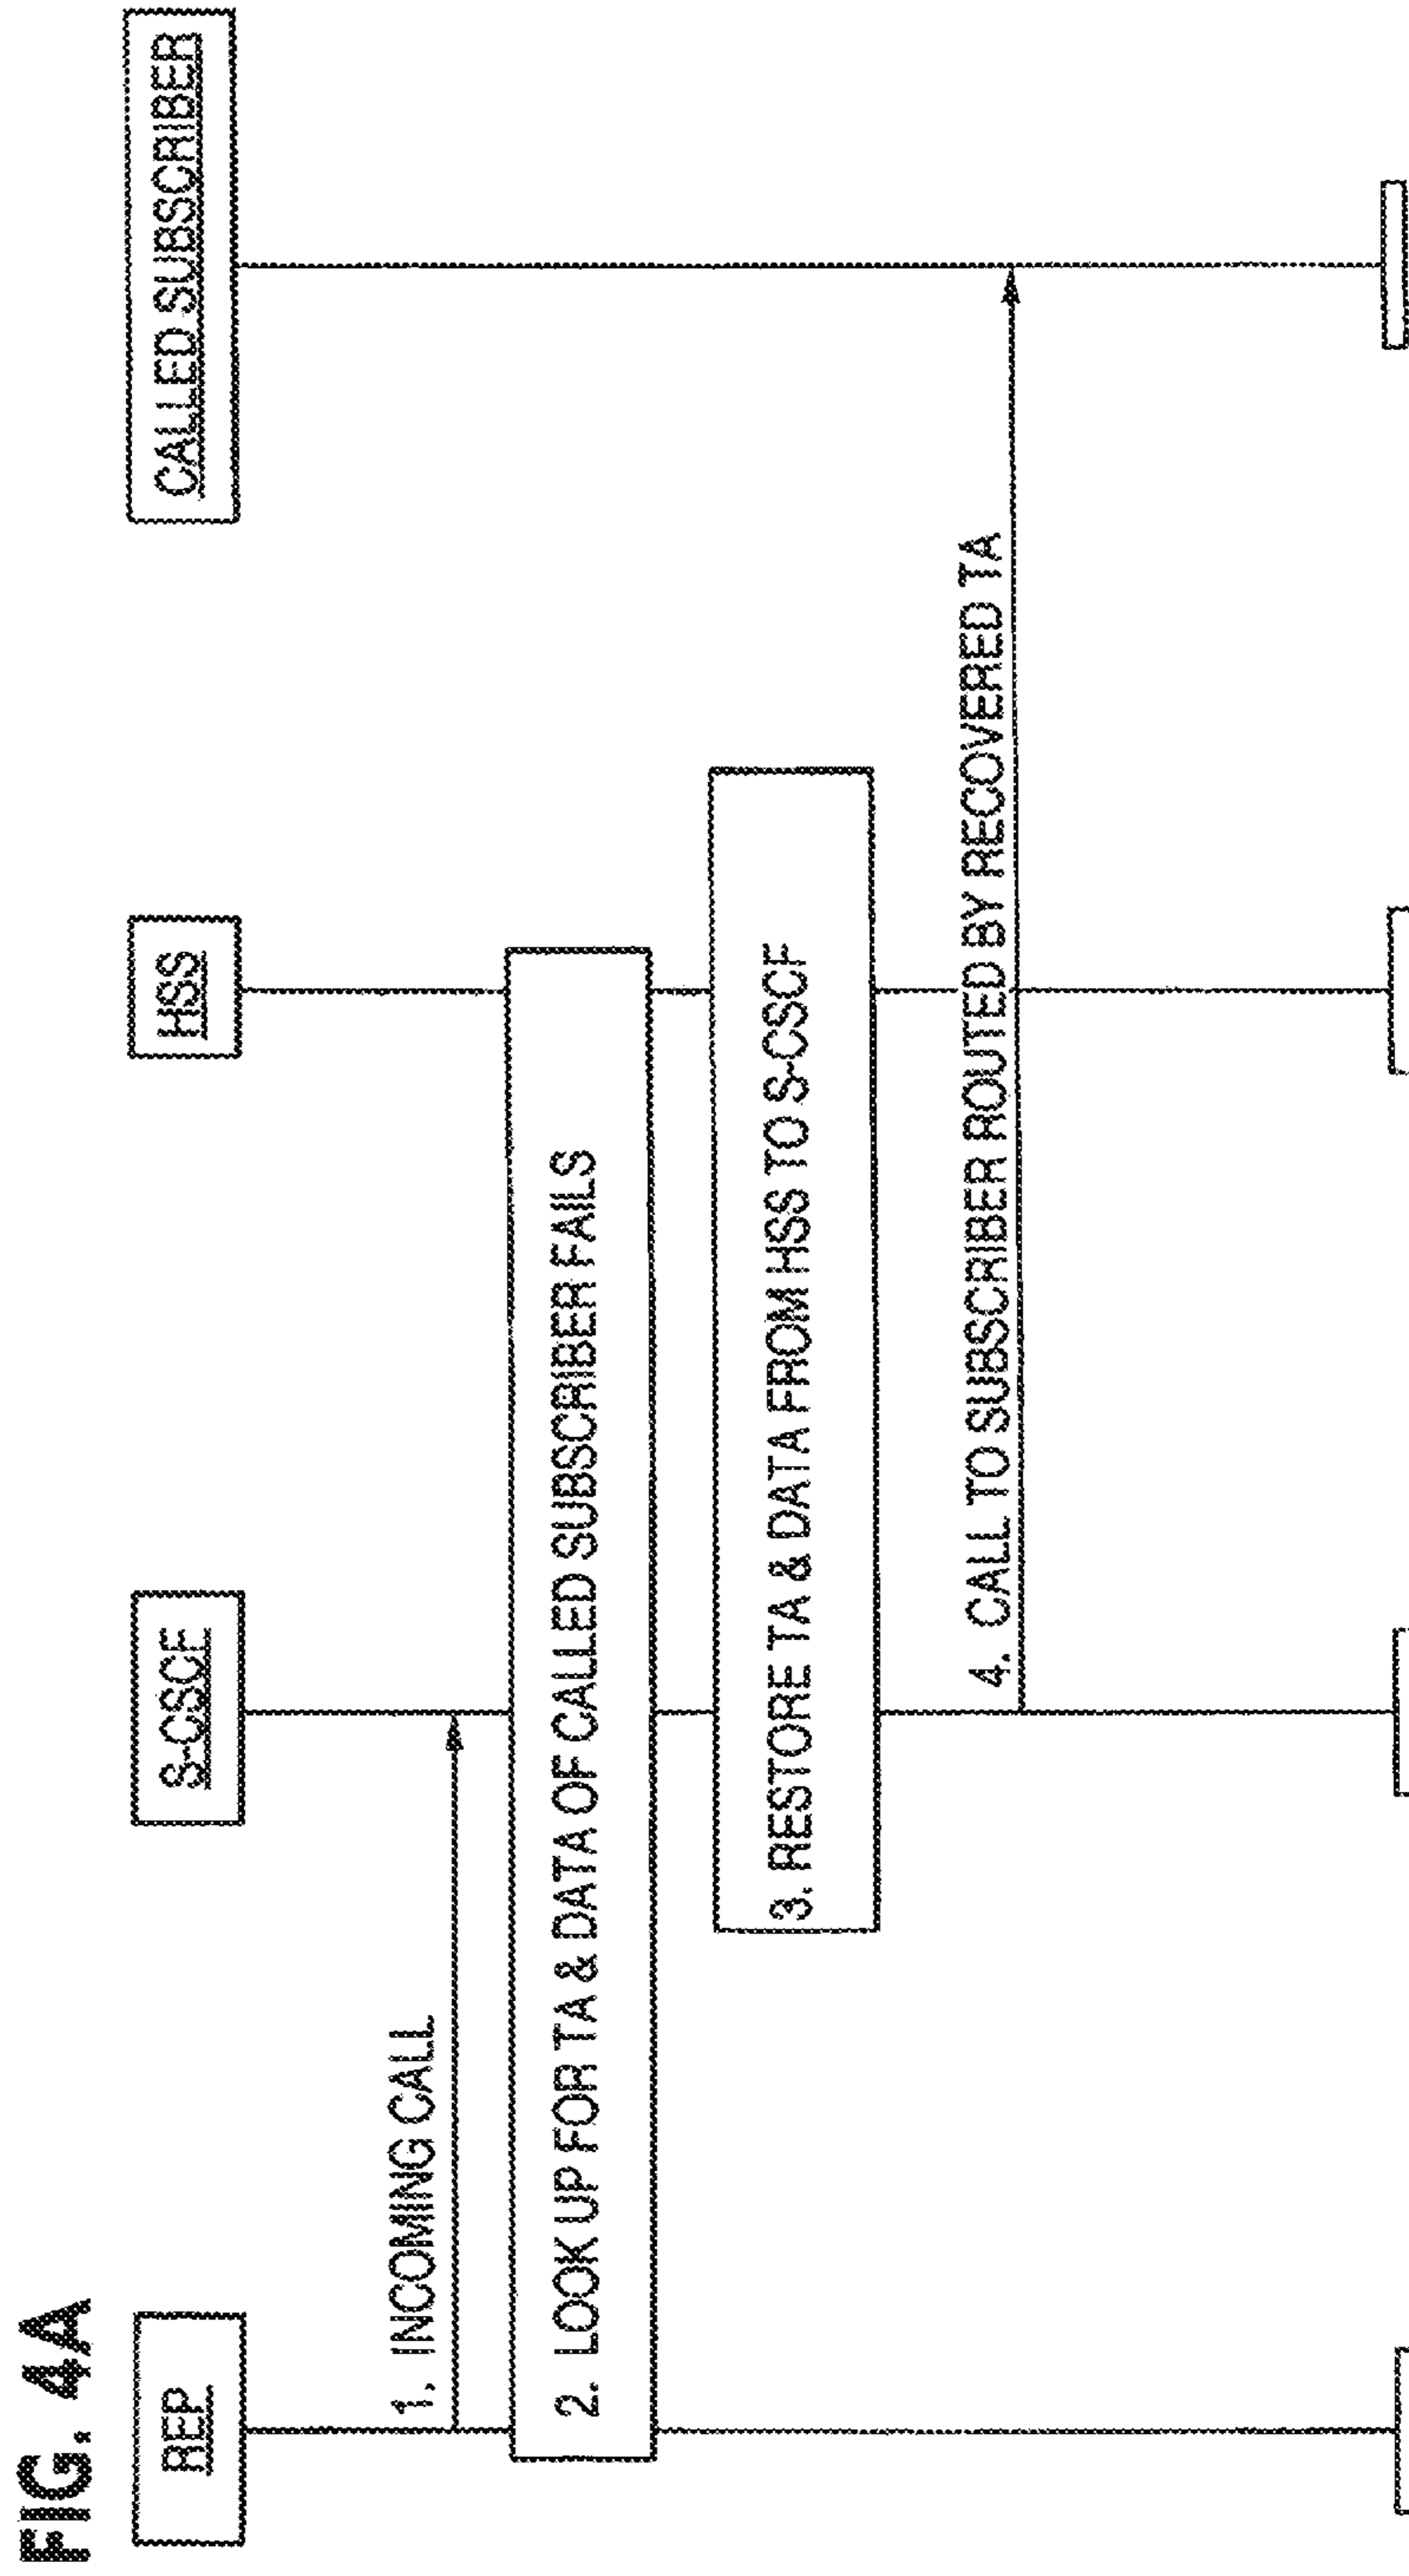 FIG. 4A
REP
S-CSCF
HSS
CALLED SUBSCRIBER
1. INCOMING CALL
2. LOOK UP FOR TA & DATA OF CALLED SUBSCRIBER FAILS
3. RESTORE TA & DATA FROM HSS TO S-CSCF
4. CALL TO SUBSCRIBER ROUTED BY RECOVERED TA